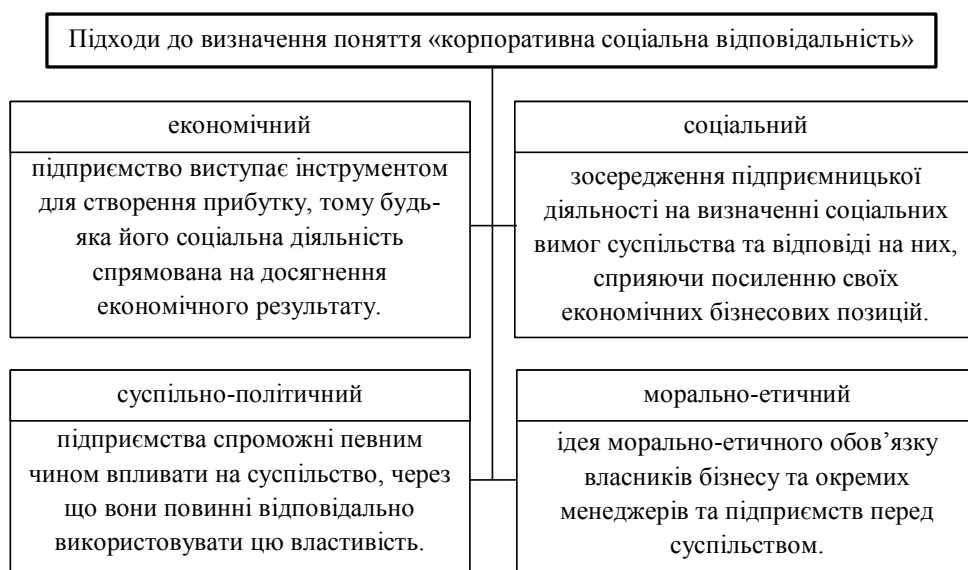 Підходи до визначення поняття «корпоративна соціальна відповідальність»
економічний
підприємство виступає інструментом
для створення прибутку, тому будь-
яка його соціальна діяльність
спрямована на досягнення
економічного результату.
соціальний
зосередження підприємницької
діяльності на визначенні соціальних
вимог суспільства та відповіді на них,
сприяючи посиленню своїх
економічних бізнесових позицій.
суспільно-політичний
підприємства спроможні певним
чином впливати на суспільство, через
що вони повинні відповідально
використовувати цю властивість.
морально-етичний
ідея морально-етичного обов’язку
власників бізнесу та окремих
менеджерів та підприємств перед
суспільством.